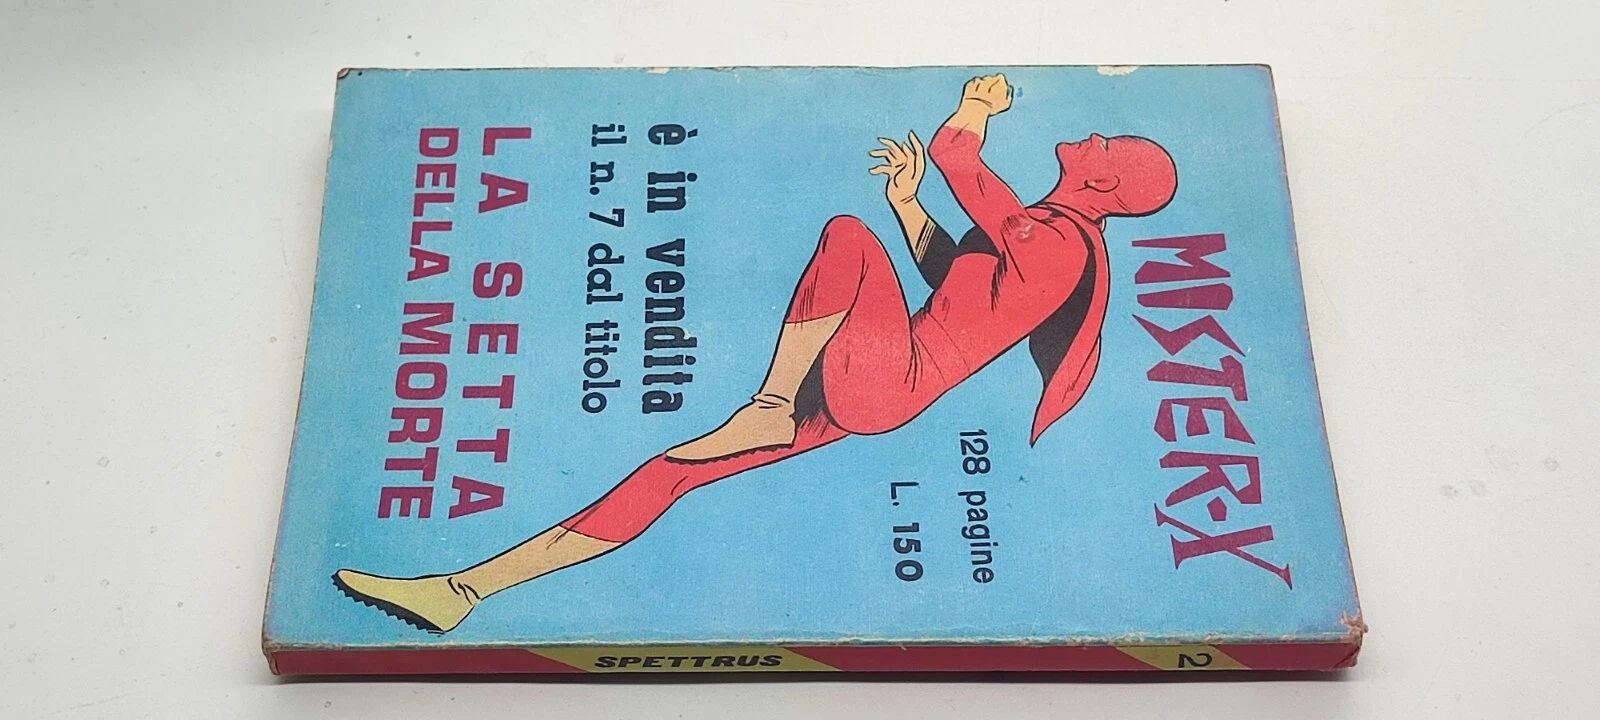 MISTER·X
128 pagine
L. 150
è in vendita
il n. 7 dal titolo
LA SETTA
DELLA MORTE
SPETTRUS
2